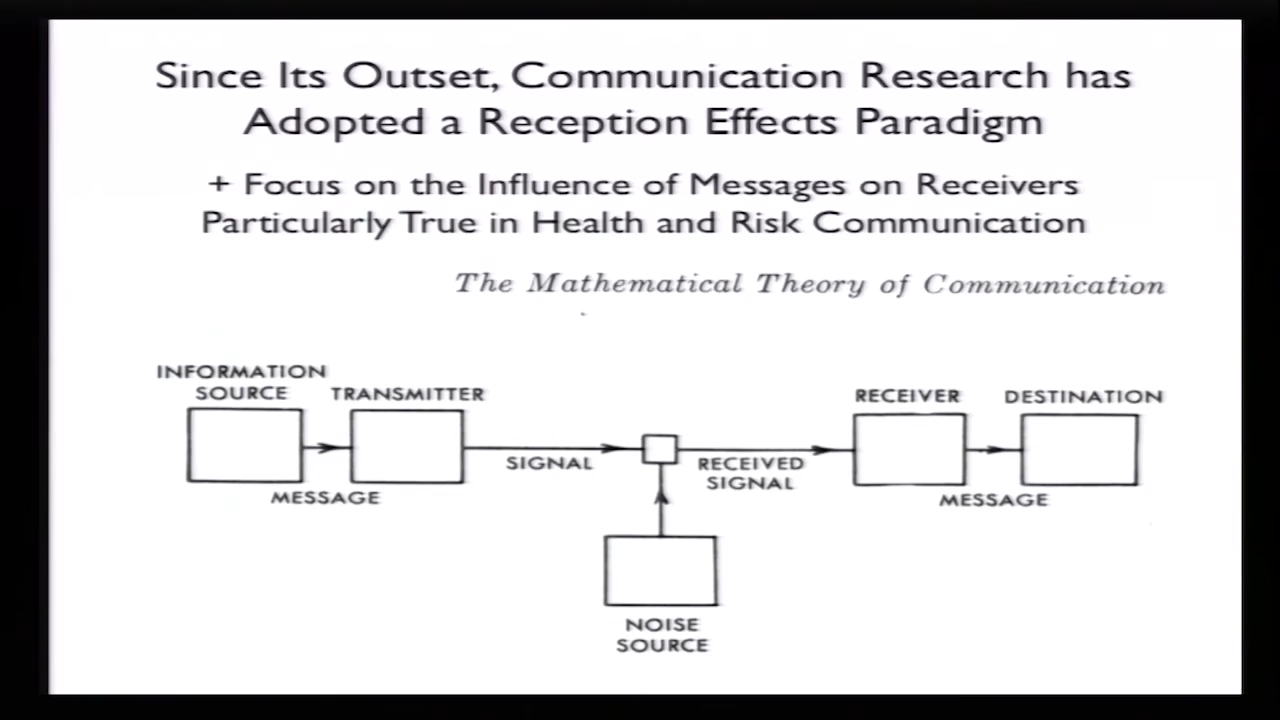 Since Its Outset, Communication Research has
Adopted a Reception Effects Paradigm
+ Focus on the Influence of Messages on Receivers
Particularly True in Health and Risk Communication
The Mathematical Theory of Communication
INFORMATION
SOURCE
TRANSMITTER
RECEIVER
DESTINATION
SIGNAL
RECEIVED
SIGNAL
MESSAGE
MESSAGE
NOISE
SOURCE